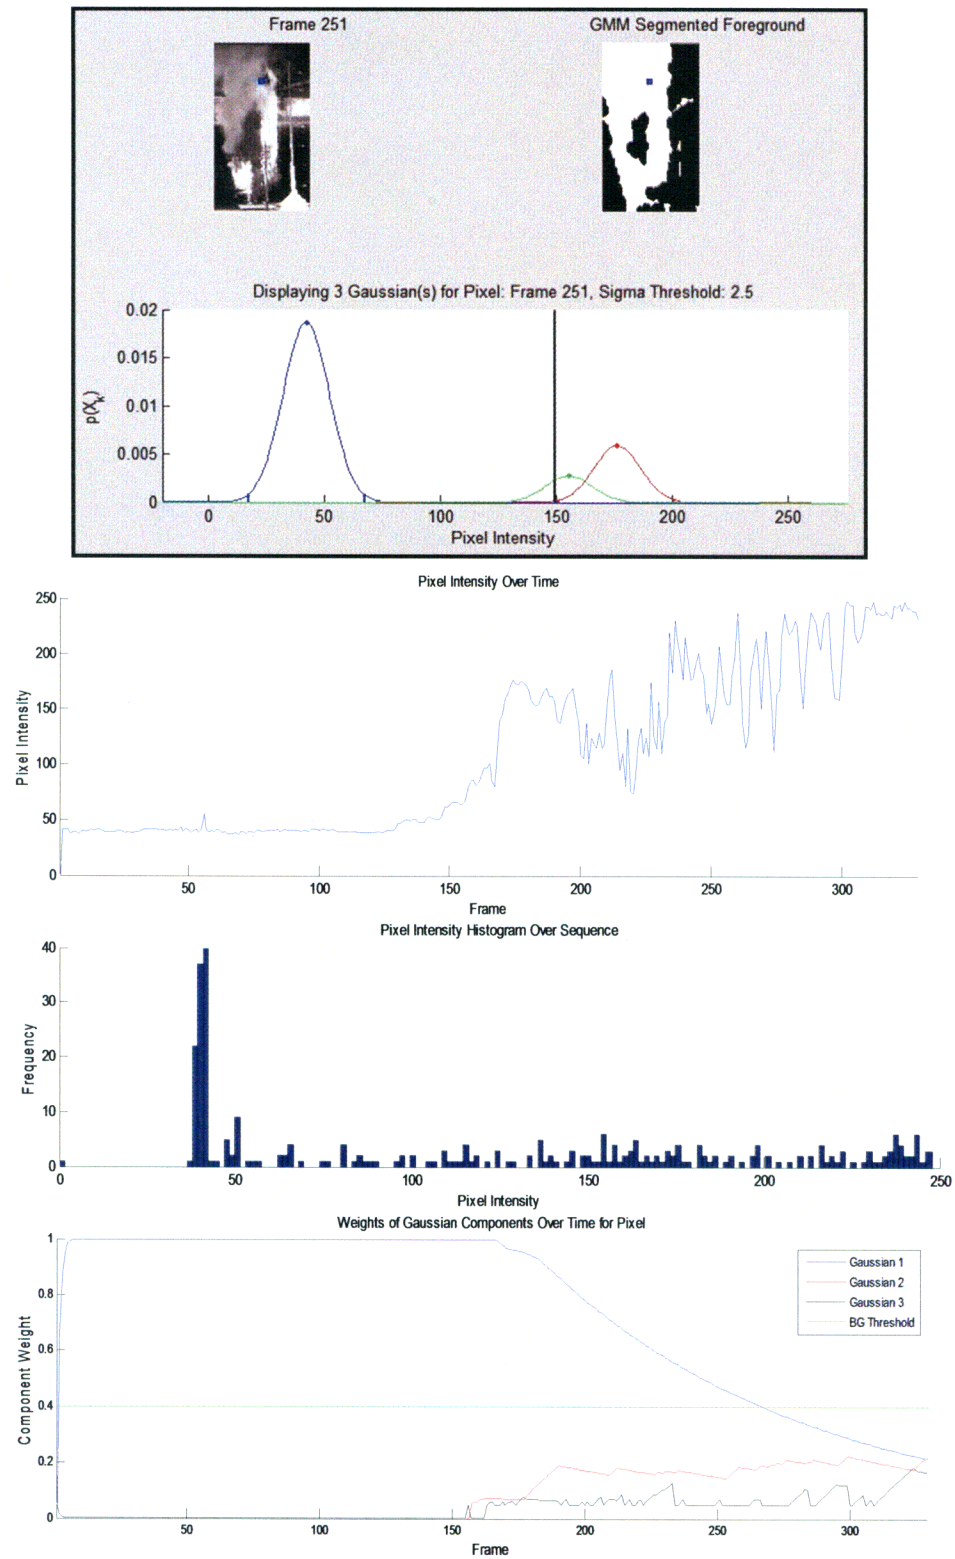 Frame 251
GMM Segmented Foreground
Displaying 3 Gaussian(s) for Pixel: Frame 251, Sigma Threshold: 2.5
p(Xk)
0.02
0.015
0.01
0.005
0
0 50 100 150 200 250
Pixel Intensity
Pixel Intensity Over Time
Pixel Intensity
250
200
150
100
50
0
50 100 150 200 250 300
Frame
Pixel Intensity Histogram Over Sequence
Frequency
40
30
20
10
0
0 50 100 150 200 250
Pixel Intensity
Weights of Gaussian Components Over Time for Pixel
Component Weight
1
0.8
0.6
0.4
0.2
0
Gaussian 1
Gaussian 2
Gaussian 3
BG Threshold
50 100 150 200 250 300
Frame